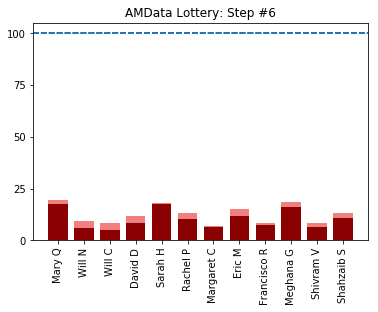 AMData Lottery: Step #6
100
75
50
25
0
Mary Q
Will N
Will C
David D
Sarah H
Rachel P
Margaret C
Eric M
Francisco R
Meghana G
Shivram V
Shahzaib S